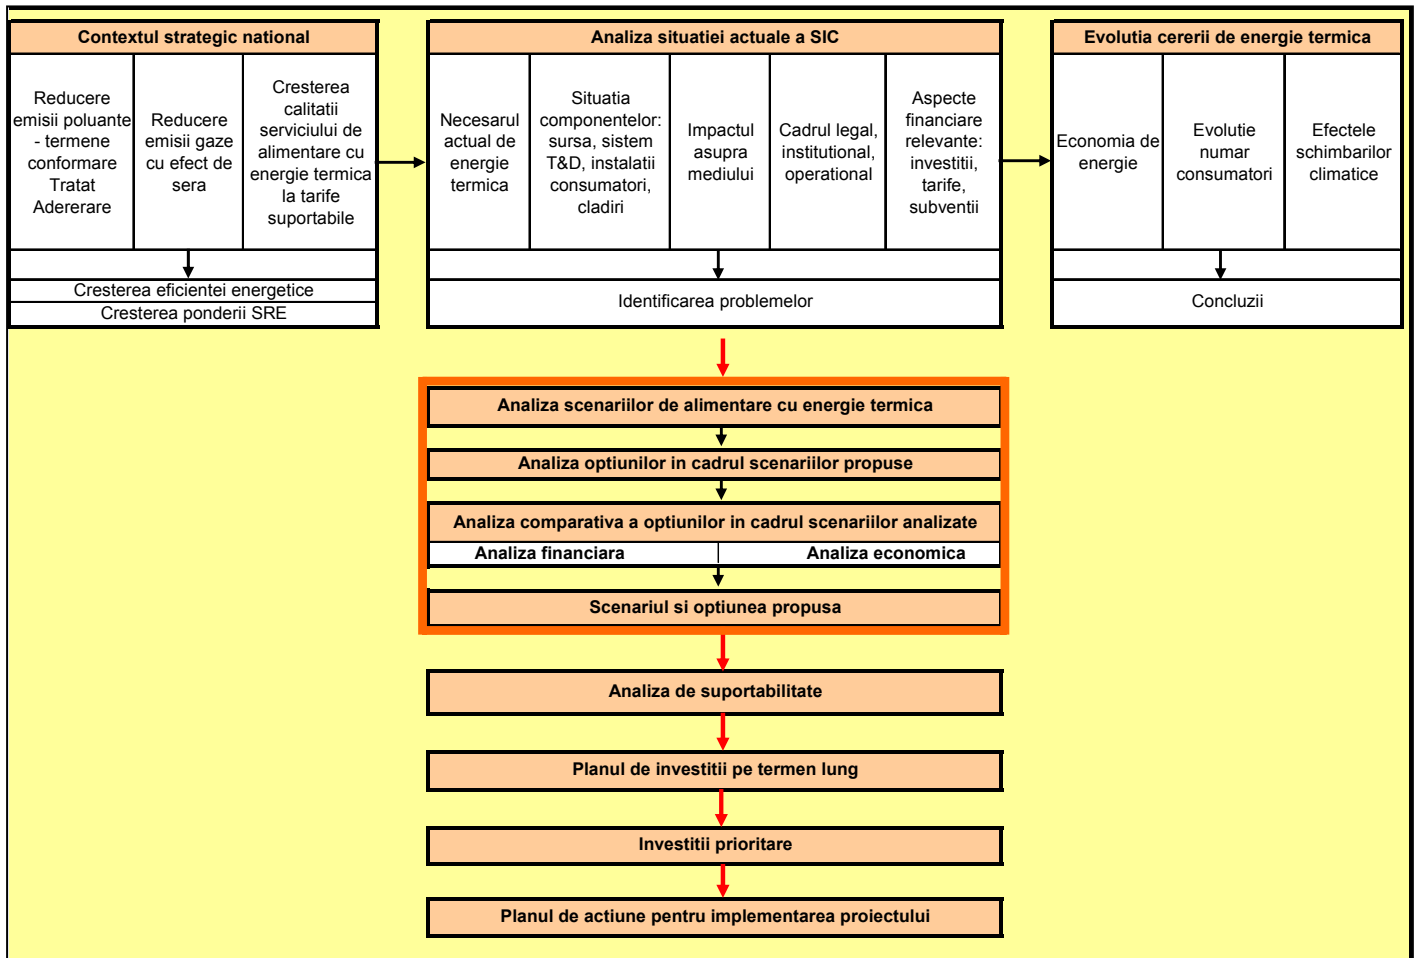 Contextul strategic national
Reducere
emisii poluante
- termene
conformare
Tratat
Adererare
Reducere
emisii gaze
cu efect de
sera
Cresterea
calitatii
serviciului de
alimentare cu
energie termica
la tarife
suportabile
Cresterea eficientei energetice
Cresterea ponderii SRE
Analiza situatiei actuale a SIC
Necesarul
actual de
energie
termica
Situatia
componentelor:
sursa, sistem
T&D, instalatii
consumatori,
cladiri
Impactul
asupra
mediului
Cadrul legal,
institutional,
operational
Aspecte
financiare
relevante:
investitii,
tarife,
subventii
Identificarea problemelor
Evolutia cererii de energie termica
Economia de
energie
Evolutie
numar
consumatori
Efectele
schimbarilor
climatice
Concluzii
Analiza scenariilor de alimentare cu energie termica
Analiza optiunilor in cadrul scenariilor propuse
Analiza comparativa a optiunilor in cadrul scenariilor analizate
Analiza financiara
Analiza economica
Scenariul si optiunea propusa
Analiza de suportabilitate
Planul de investitii pe termen lung
Investitii prioritare
Planul de actiune pentru implementarea proiectului